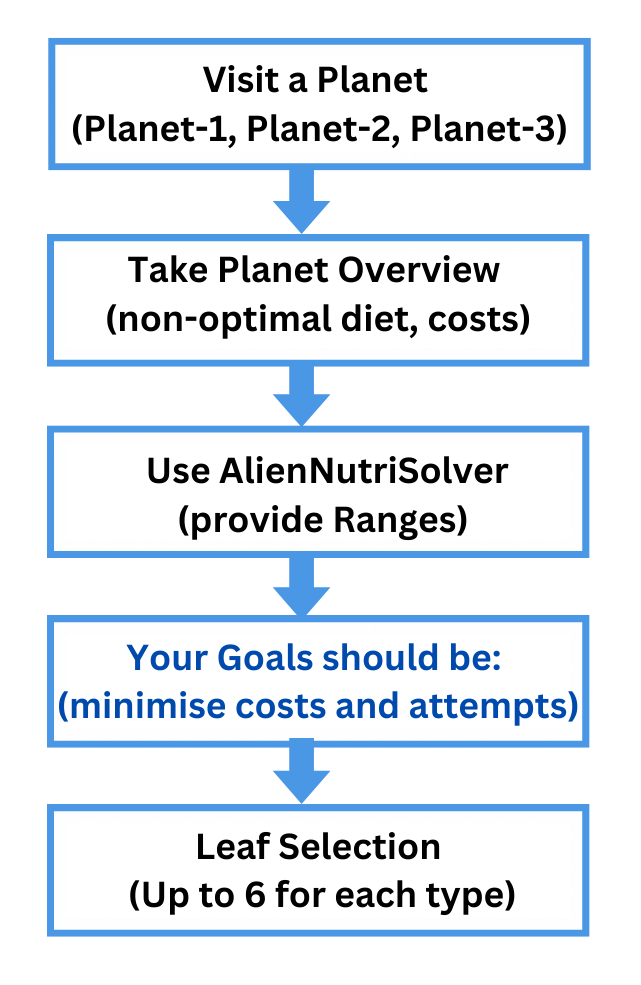 Visit a Planet
(Planet-1, Planet-2, Planet-3)
Take Planet Overview
(non-optimal diet, costs)
Use AlienNutriSolver
(provide Ranges)
Your Goals should be:
(minimise costs and attempts)
Leaf Selection
(Up to 6 for each type)